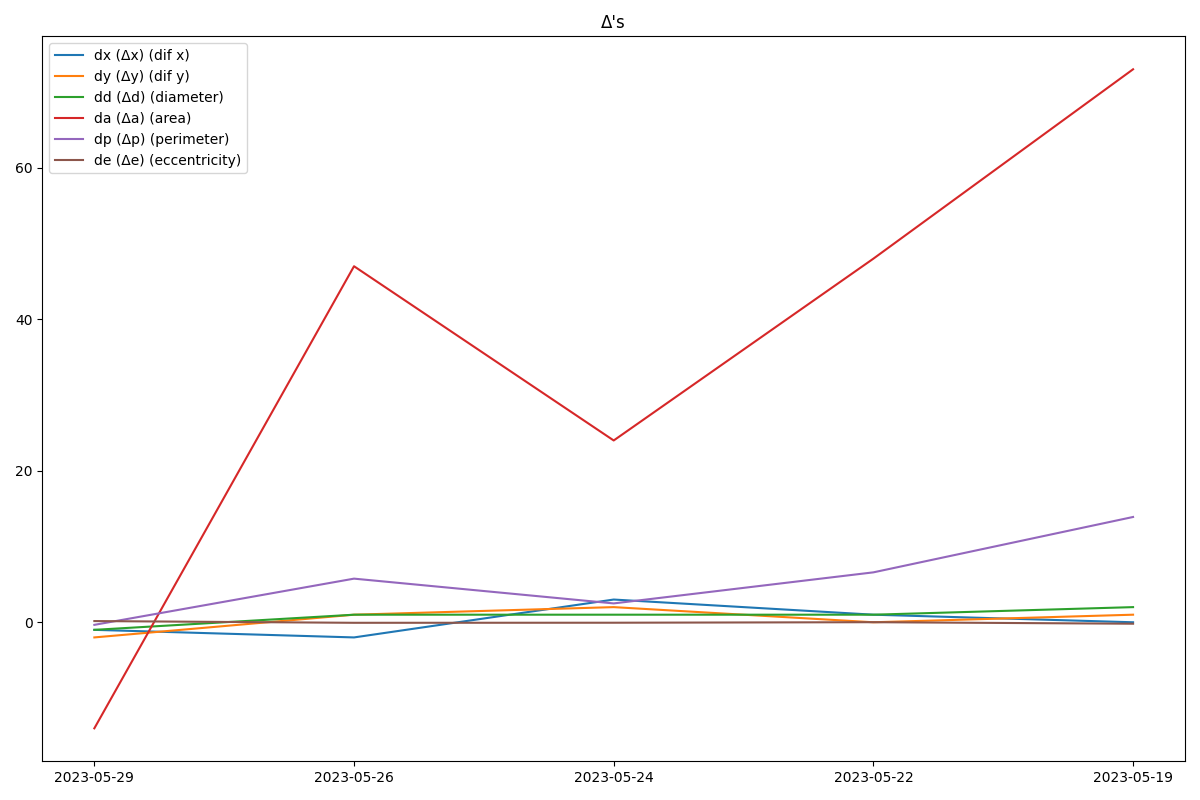 Δ's
dx (Δx) (dif x)
dy (Δy) (dif y)
dd (Δd) (diameter)
da (Δa) (area)
dp (Δp) (perimeter)
de (Δe) (eccentricity)
60
40
20
0
2023-05-29 2023-05-26 2023-05-24 2023-05-22 2023-05-19